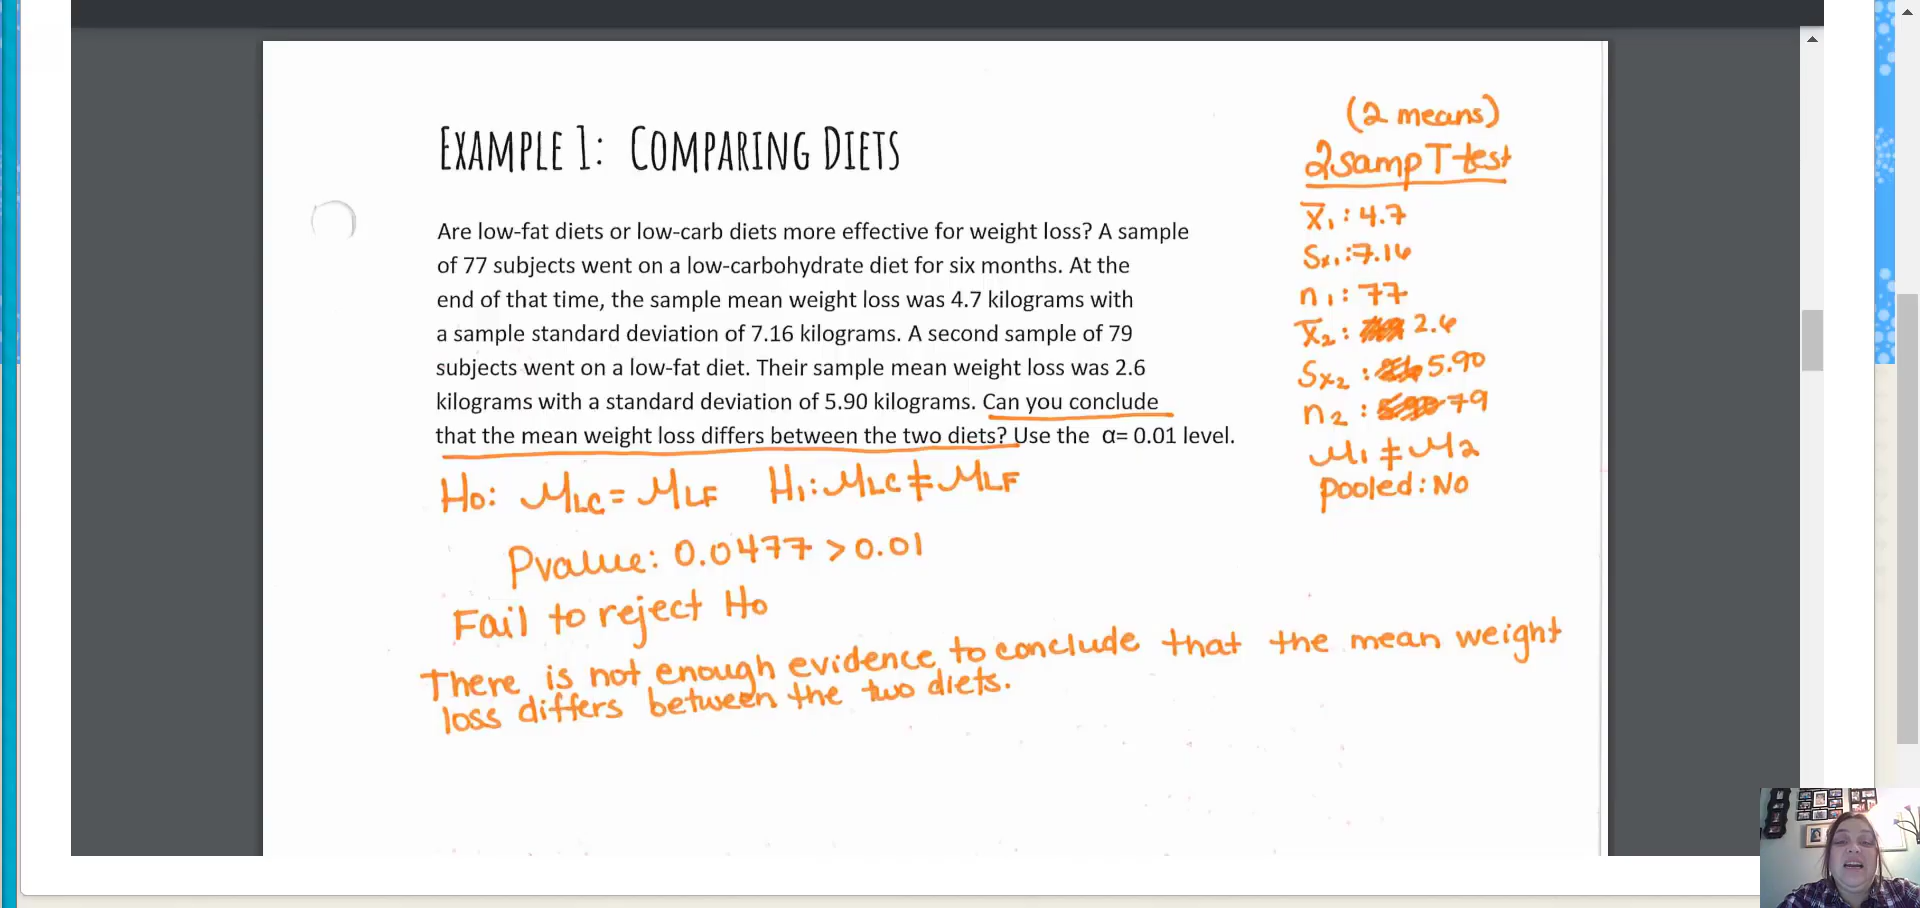 EXAMPLE 1: COMPARING DIETS
Are low-fat diets or low-carb diets more effective for weight loss? A sample
of 77 subjects went on a low-carbohydrate diet for six months. At the
end of that time, the sample mean weight loss was 4.7 kilograms with
a sample standard deviation of 7.16 kilograms. A second sample of 79
subjects went on a low-fat diet. Their sample mean weight loss was 2.6
kilograms with a standard deviation of 5.90 kilograms. Can you conclude
that the mean weight loss differs between the two diets? Use the α= 0.01 level.
H0: μLC = μLF H1: μLC ≠ μLF
Pvalue: 0.0477 > 0.01
Fail to reject H0
There is not enough evidence to conclude that the mean weight
loss differs between the two diets.
(2 means)
2 samp T test
x̄1: 4.7
Sx1: 7.16
n1: 77
x̄2: 2.6
Sx2: 5.90
n2: 79
μ1 ≠ μ2
pooled: No